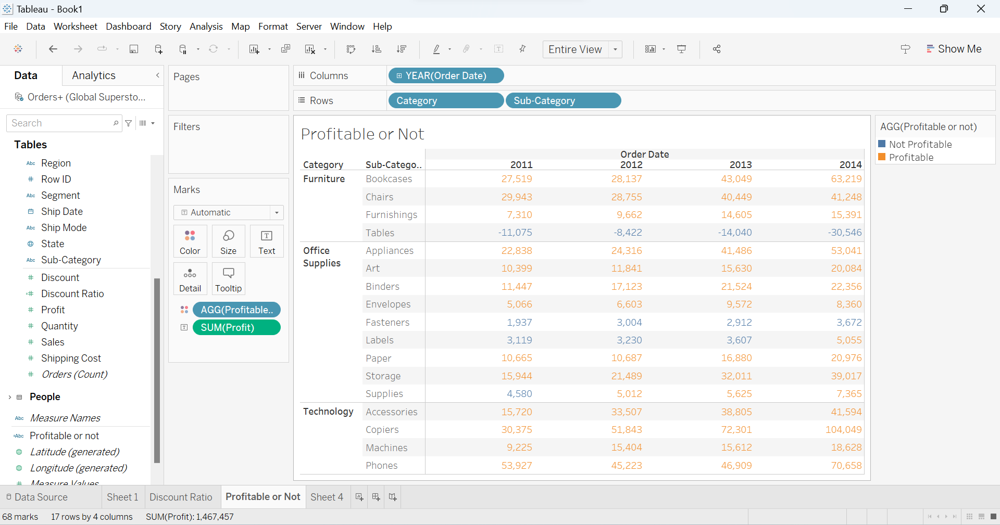 Tableau - Book1
File Data Worksheet Dashboard Story Analysis Map Format Server Window Help
Entire View
Show Me
Data Analytics
Orders+ (Global Supersto...
Search
Tables
Abc Region
# Row ID
Abc Segment
Ship Date
Abc Ship Mode
State
Abc Sub-Category
# Discount
=# Discount Ratio
# Profit
# Quantity
# Sales
# Shipping Cost
# Orders (Count)
People
Abc Measure Names
=Abc Profitable or not
Latitude (generated)
Longitude (generated)
# Measure Values
Pages
Filters
Marks
T Automatic
Color Size T Text
Detail Tooltip
AGG(Profitable..
T SUM(Profit)
Columns YEAR(Order Date)
Rows Category Sub-Category
Profitable or Not
Order Date
Category Sub-Catego.. 2011 2012 2013 2014
Furniture Bookcases 27,519 28,137 43,049 63,219
Chairs 29,943 28,755 40,449 41,248
Furnishings 7,310 9,662 14,605 15,391
Tables -11,075 -8,422 -14,040 -30,546
Office Supplies Appliances 22,838 24,316 41,486 53,041
Art 10,399 11,841 15,630 20,084
Binders 11,447 17,123 21,524 22,356
Envelopes 5,066 6,603 9,572 8,360
Fasteners 1,937 3,004 2,912 3,672
Labels 3,119 3,230 3,607 5,055
Paper 10,665 10,687 16,880 20,976
Storage 15,944 21,489 32,011 39,017
Supplies 4,580 5,012 5,625 7,365
Technology Accessories 15,720 33,507 38,805 41,594
Copiers 30,375 51,843 72,301 104,049
Machines 9,225 15,404 15,612 18,628
Phones 53,927 45,223 46,909 70,658
AGG(Profitable or not)
Not Profitable
Profitable
Data Source Sheet 1 Discount Ratio Profitable or Not Sheet 4
68 marks 17 rows by 4 columns SUM(Profit): 1,467,457